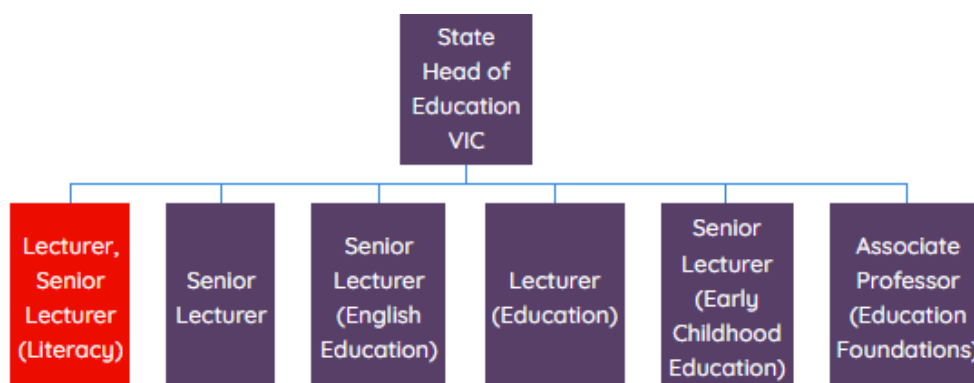 State
Head of
Education
VIC
Lecturer,
Senior
Lecturer
(Literacy)
Senior
Lencturer
Senior
Lecturer
(English
Education)
Lecturer
(Education)
Senior
Lecturer
(Early
Childhood
Education)
Associate
Professor
(Education
Foundations)